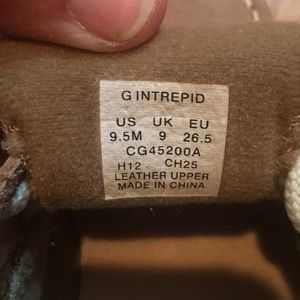 G INTREPID
US UK EU
9.5M 9 26.5
CG45200A
H12 CH25
LEATHER UPPER
MADE IN CHINA